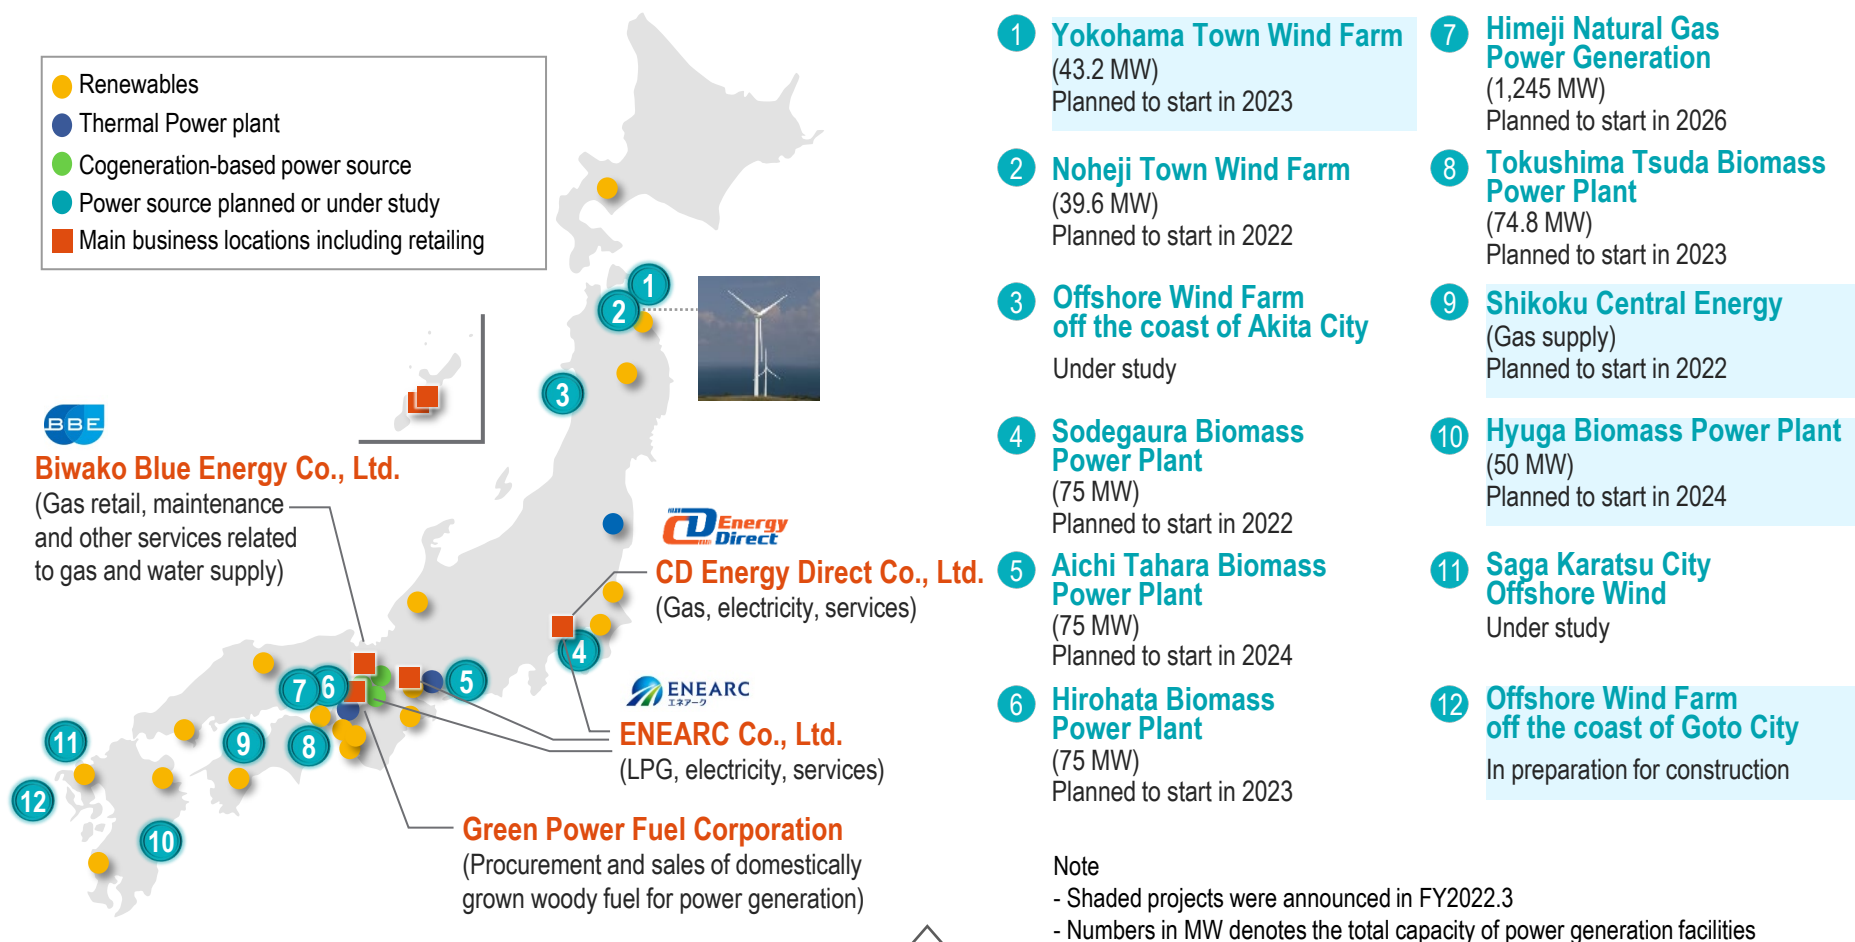 Renewables
Thermal Power plant
Cogeneration-based power source
Power source planned or under study
Main business locations including retailing
1
2
3
BBE
Biwako Blue Energy Co., Ltd.
(Gas retail, maintenance
and other services related
to gas and water supply)
CD Energy
Direct
CD Energy Direct Co., Ltd.
(Gas, electricity, services)
4
5
6
7
ENEARC
エネアーク
ENEARC Co., Ltd.
(LPG, electricity, services)
8
9
11
12
10
Green Power Fuel Corporation
(Procurement and sales of domestically
grown woody fuel for power generation)
1 Yokohama Town Wind Farm
(43.2 MW)
Planned to start in 2023
2 Noheji Town Wind Farm
(39.6 MW)
Planned to start in 2022
3 Offshore Wind Farm
off the coast of Akita City
Under study
4 Sodegaura Biomass
Power Plant
(75 MW)
Planned to start in 2022
5 Aichi Tahara Biomass
Power Plant
(75 MW)
Planned to start in 2024
6 Hirohata Biomass
Power Plant
(75 MW)
Planned to start in 2023
7 Himeji Natural Gas
Power Generation
(1,245 MW)
Planned to start in 2026
8 Tokushima Tsuda Biomass
Power Plant
(74.8 MW)
Planned to start in 2023
9 Shikoku Central Energy
(Gas supply)
Planned to start in 2022
10 Hyuga Biomass Power Plant
(50 MW)
Planned to start in 2024
11 Saga Karatsu City
Offshore Wind
Under study
12 Offshore Wind Farm
off the coast of Goto City
In preparation for construction
Note
- Shaded projects were announced in FY2022.3
- Numbers in MW denotes the total capacity of power generation facilities